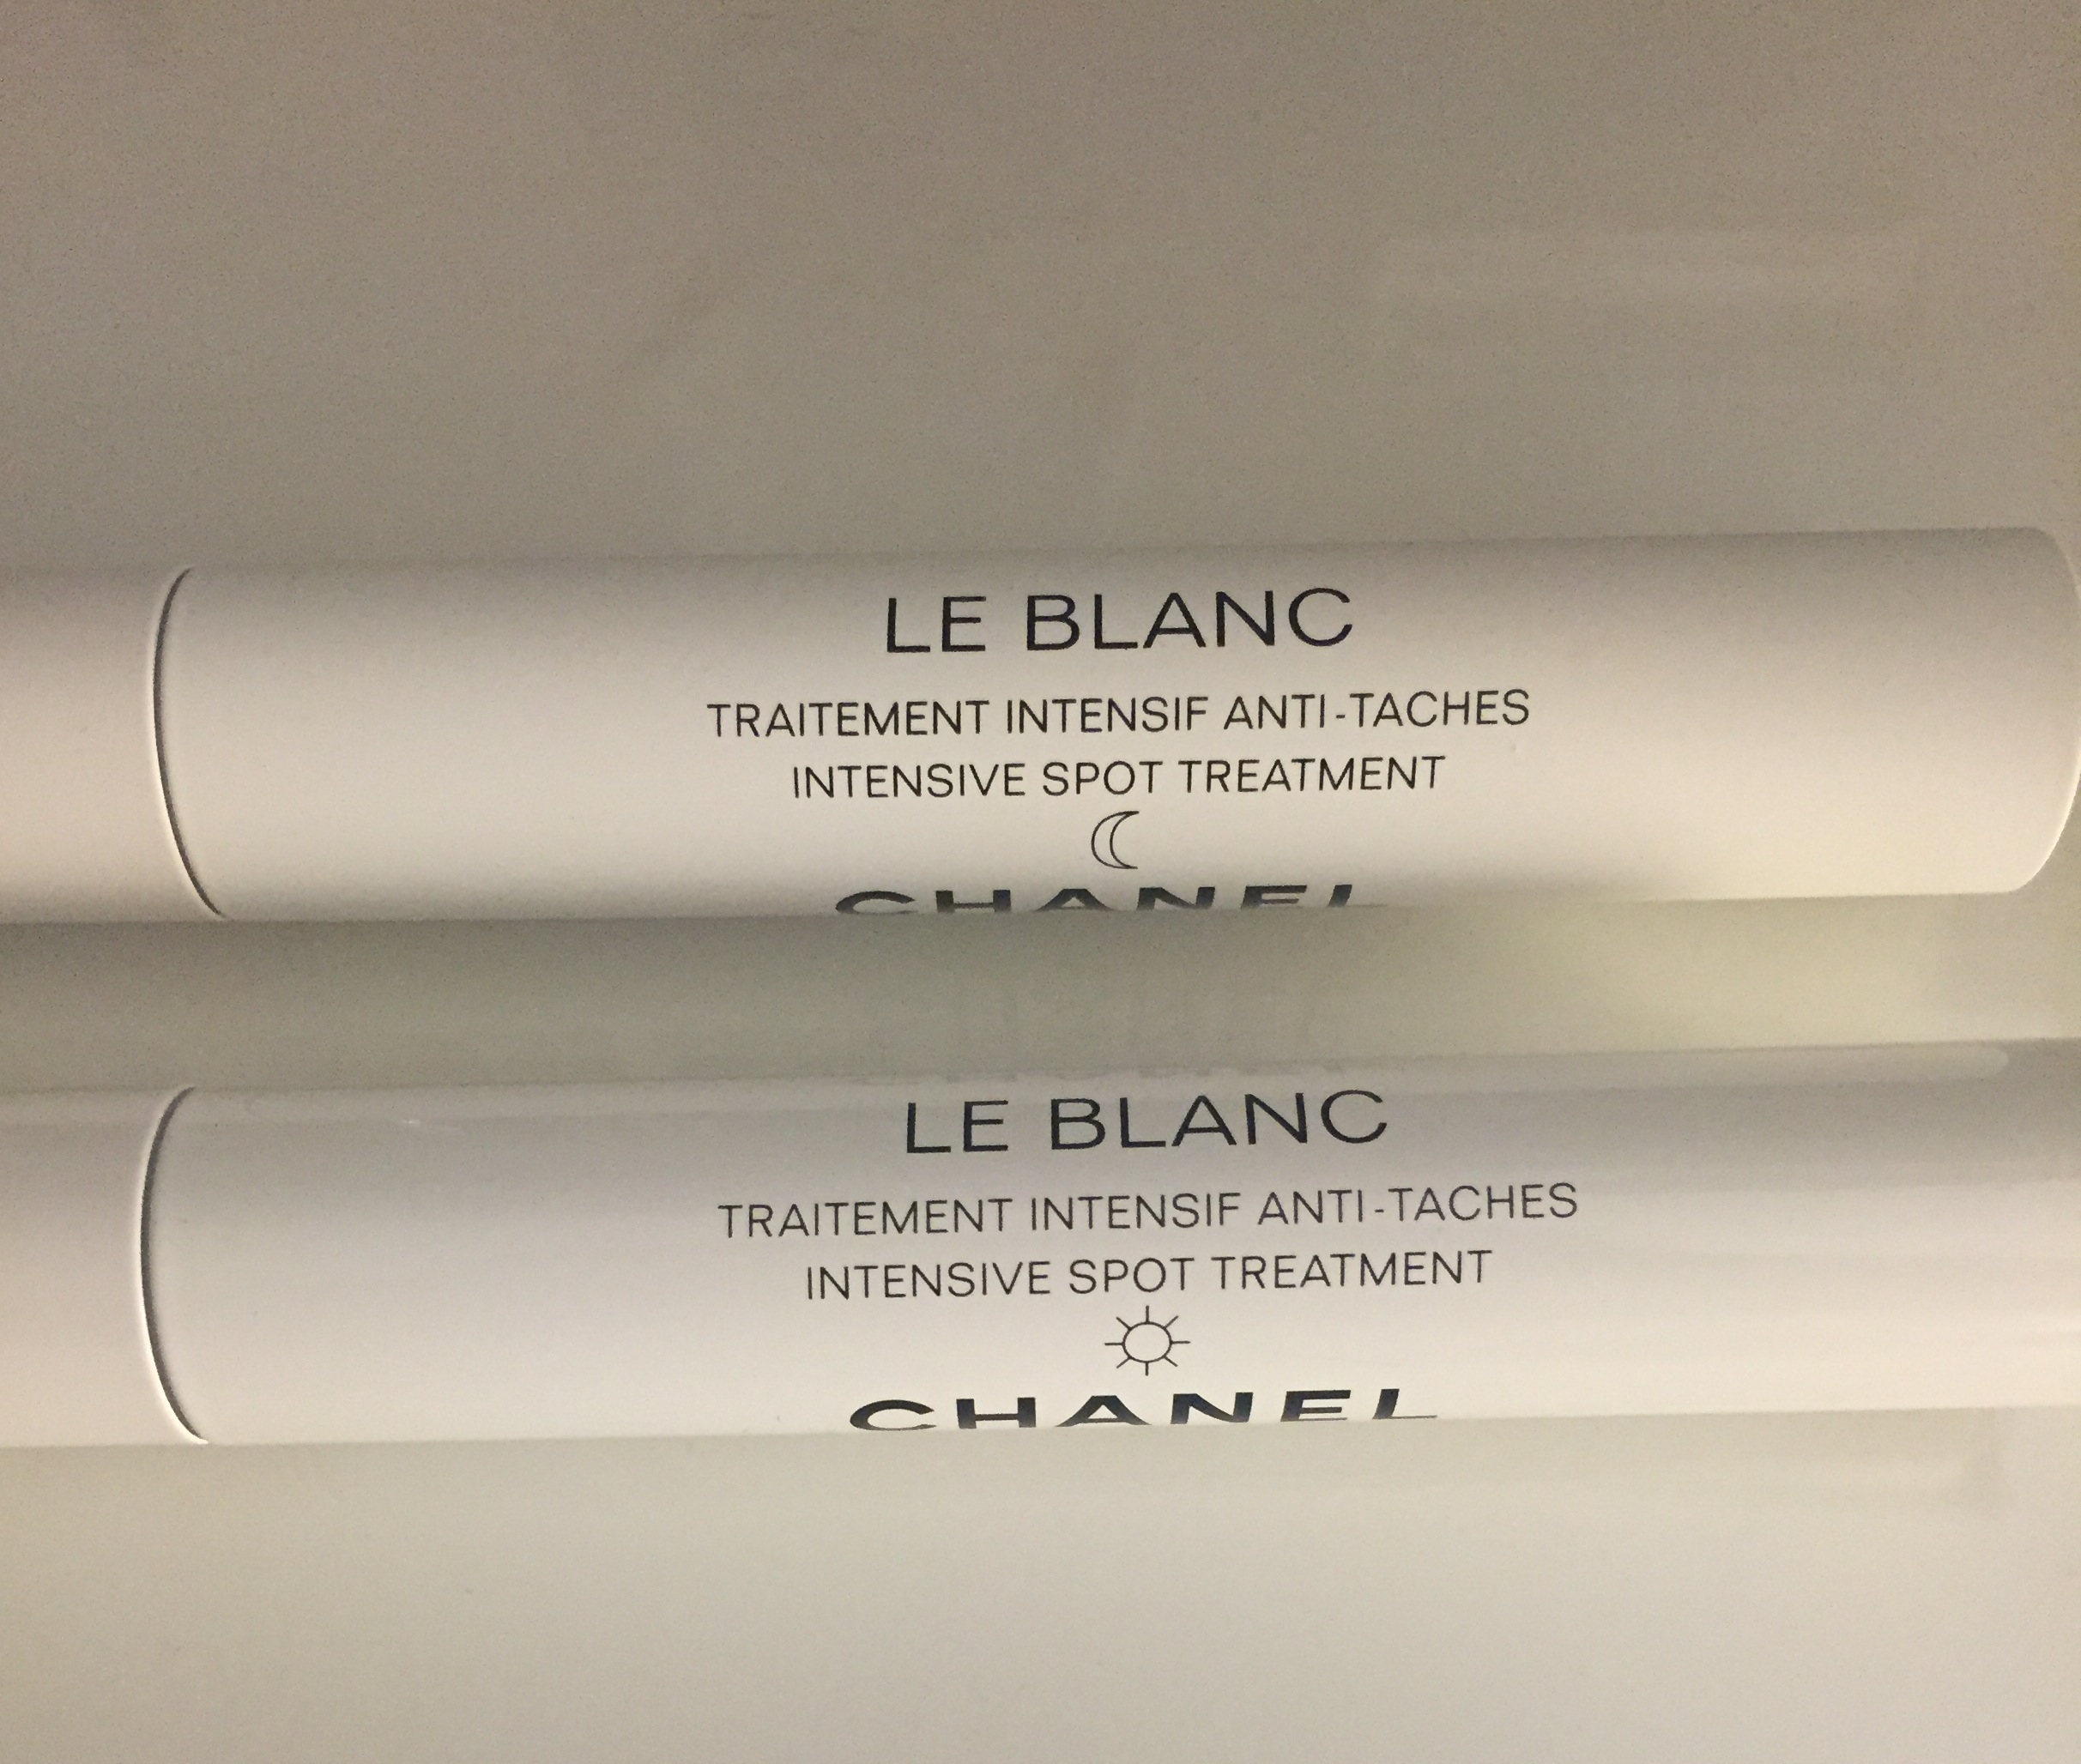 LE BLANC
TRAITEMENT INTENSIF ANTI-TACHES
INTENSIVE SPOT TREATMENT
CHANEL
LE BLANC
TRAITEMENT INTENSIF ANTI-TACHES
INTENSIVE SPOT TREATMENT
CHANEL